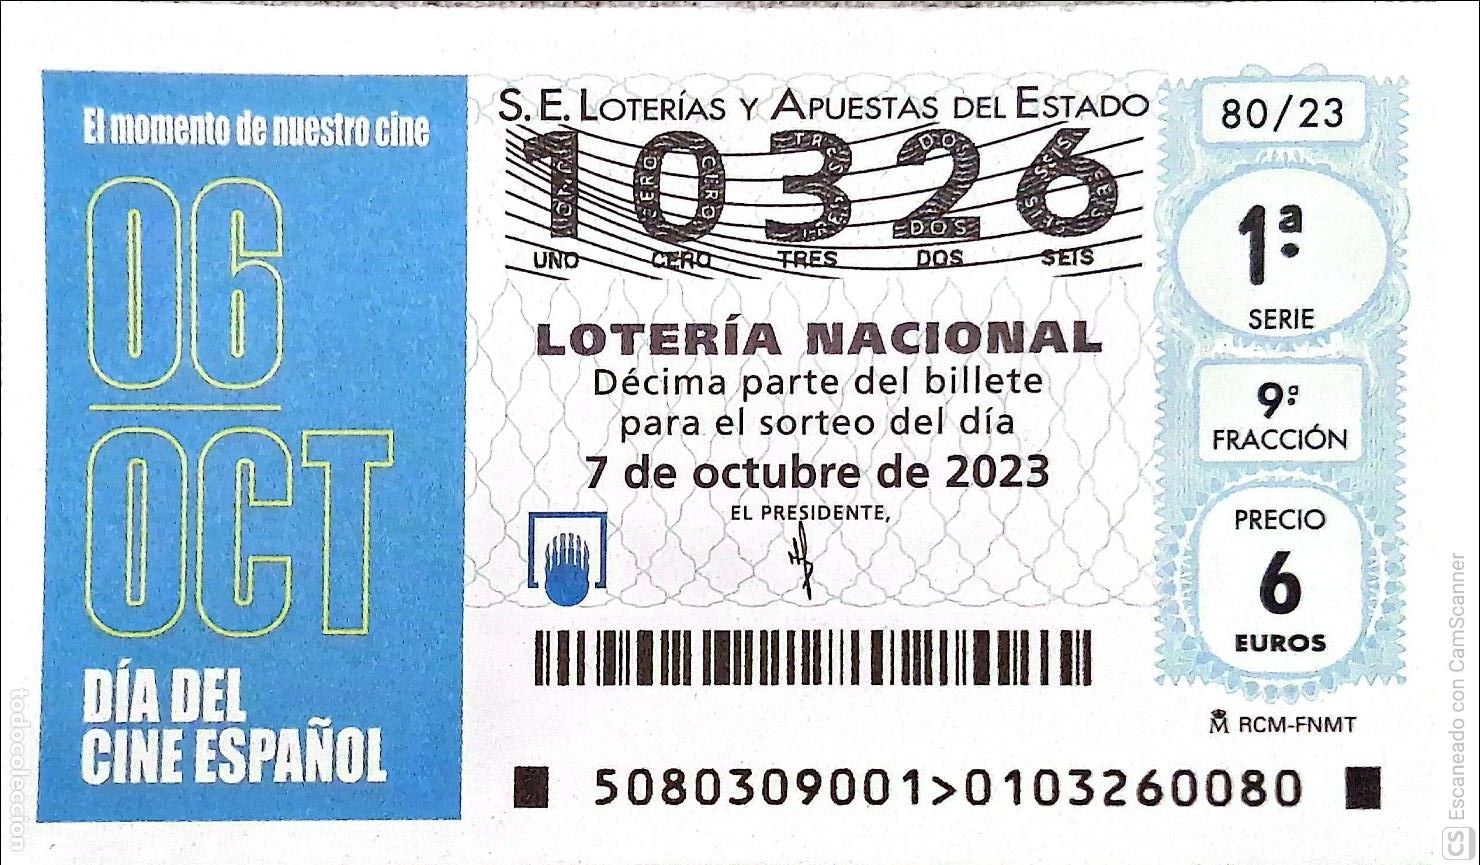 El momento de nuestro cine
06
OCT
DÍA DEL
CINE ESPAÑOL
S.E. LOTERÍAS Y APUESTAS DEL ESTADO
10326
UNO CERO TRES DOS SEIS
LOTERÍA NACIONAL
Décima parte del billete
para el sorteo del día
7 de octubre de 2023
EL PRESIDENTE,
80/23
1ª
SERIE
9ª
FRACCIÓN
PRECIO
6
EUROS
RCM-FNMT
5080309001>0103260080
todocoleccion
CS Escaneado con CamScanner